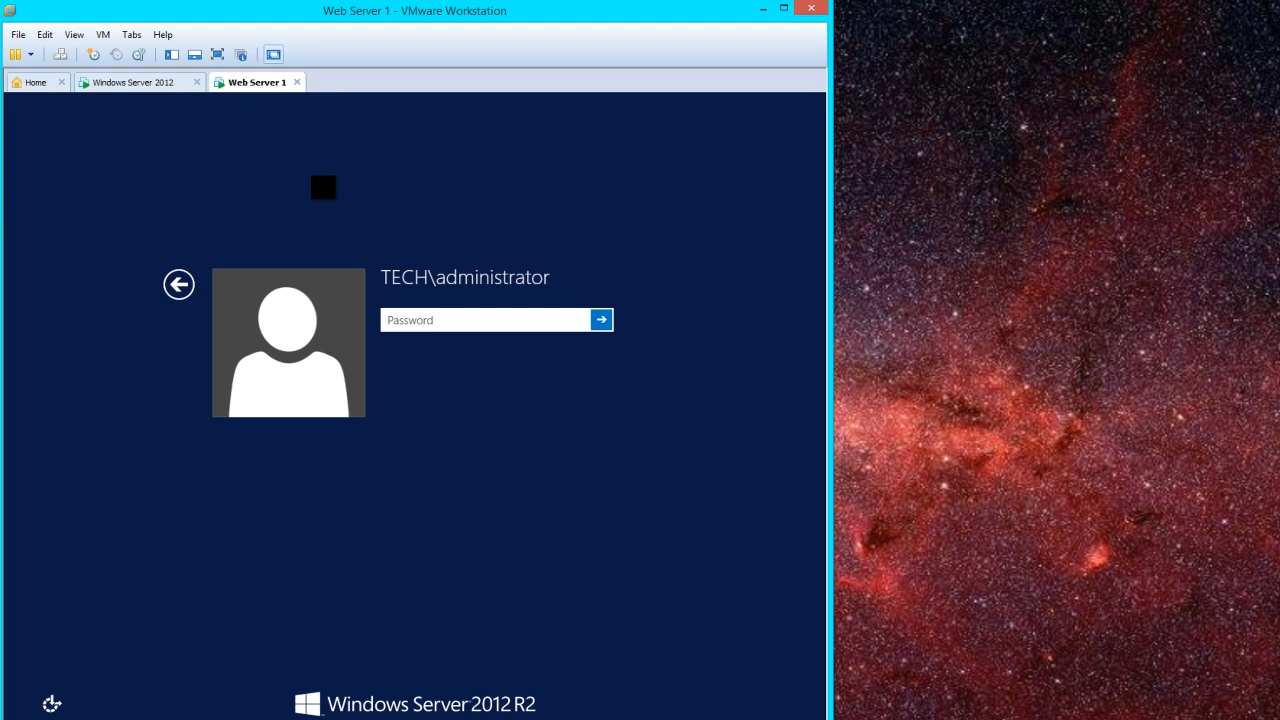 Web Server 1 - VMware Workstation
File Edit View VM Tabs Help
Home Windows Server 2012 Web Server 1
TECH\administrator
Password
Windows Server 2012 R2